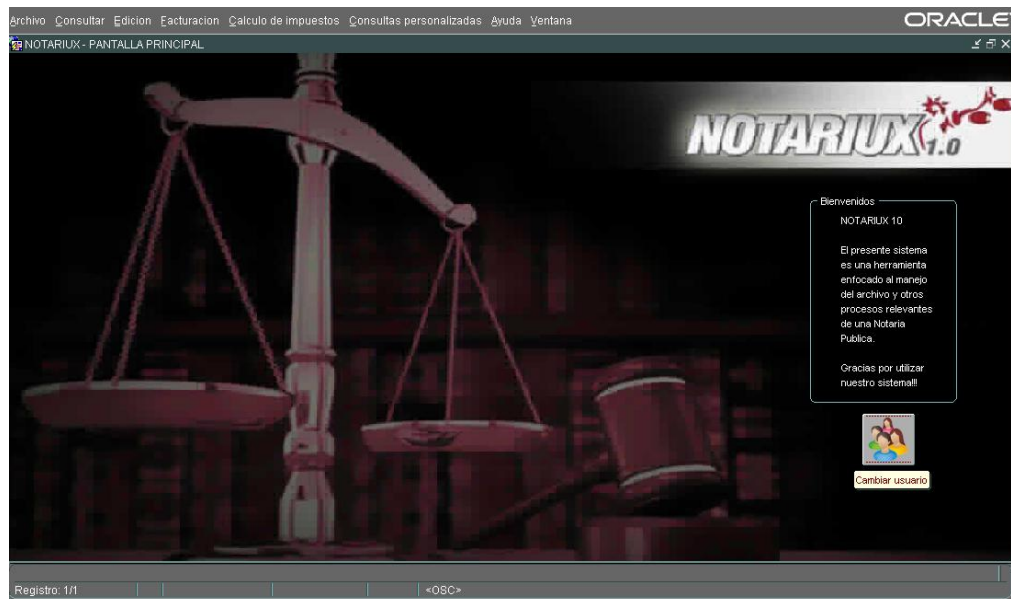 Archivo Consultar Edicion Facturacion Calculo de impuestos Consultas personalizadas Ayuda Ventana
ORACLE
NOTARIUX - PANTALLA PRINCIPAL
NOTARIUX 1.0
Bienvenidos
NOTARIUX 10
El presente sistema
es una herramienta
enfocado al manejo
del archivo y otros
procesos relevantes
de una Notaria
Publica.
Gracias por utilizar
nuestro sistema!!!
Cambiar usuario
Registro: 1/1
<OSC>